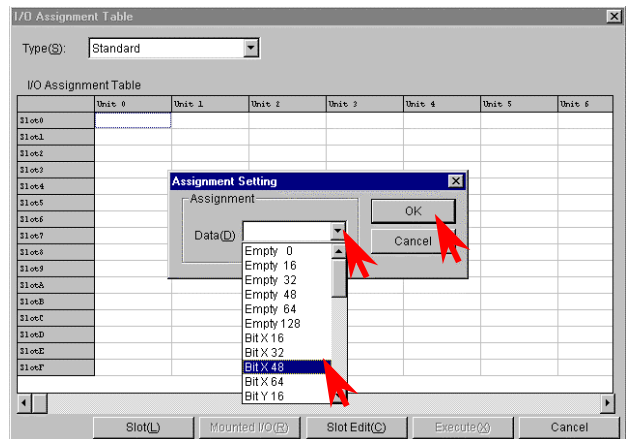 I/O Assignment Table
Type(S): Standard
I/O Assignment Table
Unit 0 Unit 1 Unit 2 Unit 3 Unit 4 Unit 5 Unit 6
Slot0
Slot1
Slot2
Slot3
Slot4
Slot5
Slot6
Slot7
Slot8
Slot9
SlotA
SlotB
SlotC
SlotD
SlotE
SlotF
Assignment Setting
Assignment
Data(D)
OK
Cancel
Empty 0
Empty 16
Empty 32
Empty 48
Empty 64
Empty 128
Bit X 16
Bit X 32
Bit X 48
Bit X 64
Bit Y 16
Slot(L) Mounted I/O(R) Slot Edit(C) Execute(X) Cancel